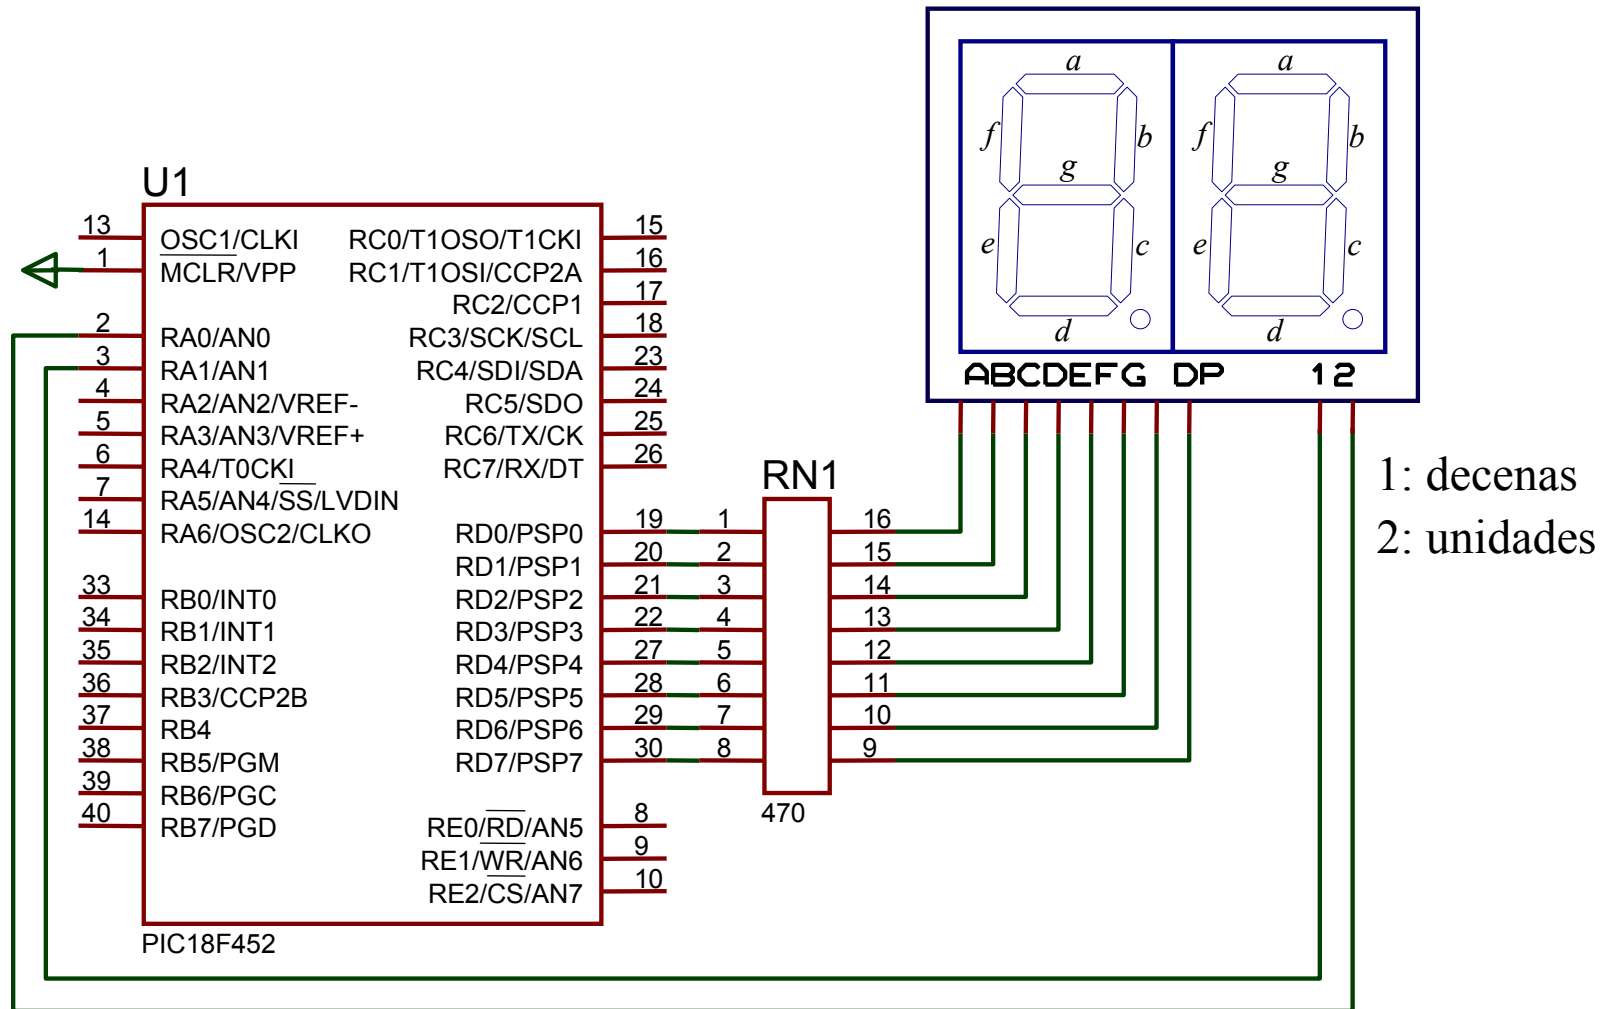 a a
f b f b
g g
e c e c
d d
ABCDEFG DP 12
1: decenas
2: unidades
U1
13 OSC1/CLKI RC0/T1OSO/T1CKI 15
1 MCLR/VPP RC1/T1OSI/CCP2A 16
RC2/CCP1 17
2 RA0/AN0 RC3/SCK/SCL 18
3 RA1/AN1 RC4/SDI/SDA 23
4 RA2/AN2/VREF- RC5/SDO 24
5 RA3/AN3/VREF+ RC6/TX/CK 25
6 RA4/T0CKI RC7/RX/DT 26
7 RA5/AN4/SS/LVDIN
14 RA6/OSC2/CLKO RD0/PSP0 19
RD1/PSP1 20
33 RB0/INT0 RD2/PSP2 21
34 RB1/INT1 RD3/PSP3 22
35 RB2/INT2 RD4/PSP4 27
36 RB3/CCP2B RD5/PSP5 28
37 RB4 RD6/PSP6 29
38 RB5/PGM RD7/PSP7 30
39 RB6/PGC
40 RB7/PGD RE0/RD/AN5 8
RE1/WR/AN6 9
RE2/CS/AN7 10
PIC18F452
RN1
1 16
2 15
3 14
4 13
5 12
6 11
7 10
8 9
470